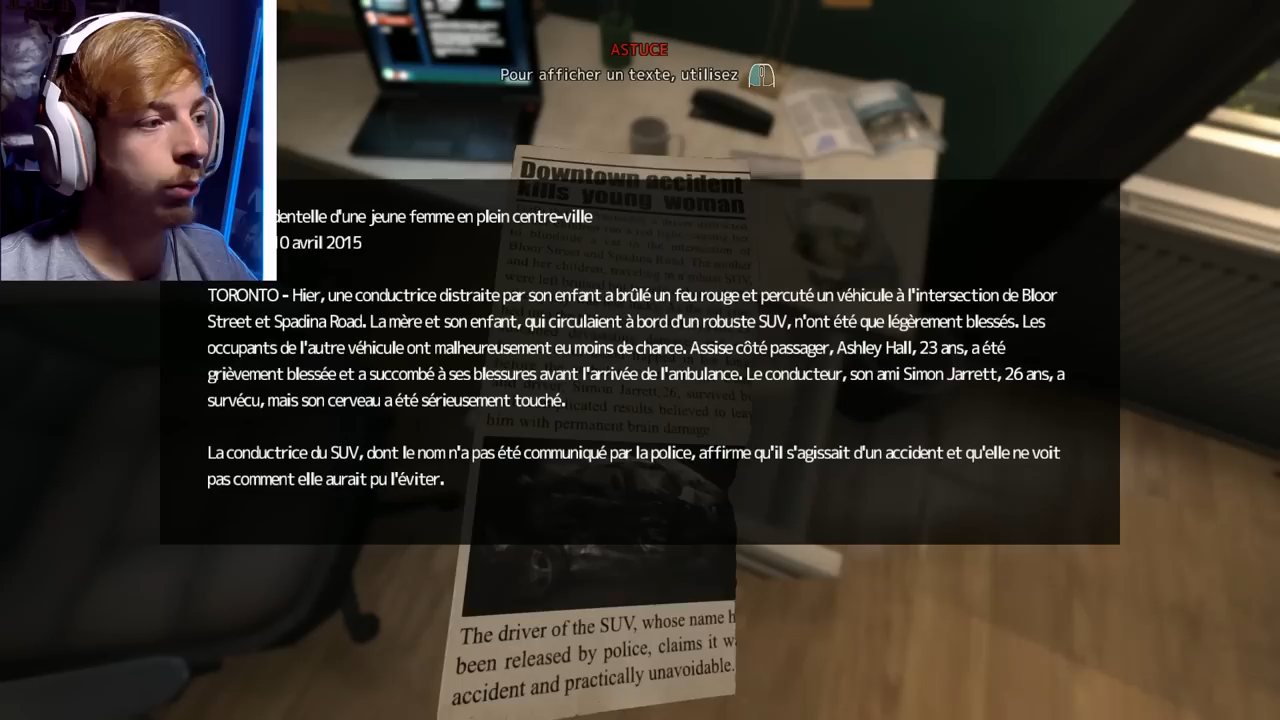 ASTUCE
Pour afficher un texte, utilisez
Downtown accident
kills young woman
dentelle d'une jeune femme en plein centre-ville
10 avril 2015
TORONTO - Hier, une conductrice distraite par son enfant a brûlé un feu rouge et percuté un véhicule à l'intersection de Bloor
Street et Spadina Road. La mère et son enfant, qui circulaient à bord d'un robuste SUV, n'ont été que légèrement blessés. Les
occupants de l'autre véhicule ont malheureusement eu moins de chance. Assise côté passager, Ashley Hall, 23 ans, a été
grièvement blessée et a succombé à ses blessures avant l'arrivée de l'ambulance. Le conducteur, son ami Simon Jarrett, 26 ans, a
survécu, mais son cerveau a été sérieusement touché.
him with permanent brain damage
La conductrice du SUV, dont le nom n'a pas été communiqué par la police, affirme qu'il s'agissait d'un accident et qu'elle ne voit
pas comment elle aurait pu l'éviter.
The driver of the SUV, whose name h
been released by police, claims it w
accident and practically unavoidable.